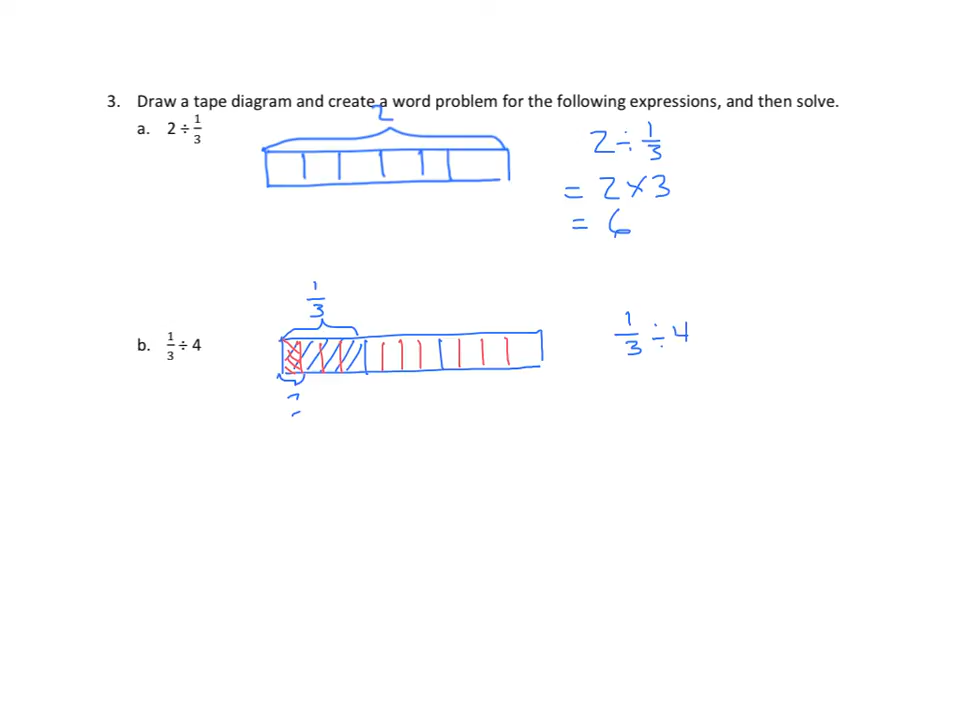 3. Draw a tape diagram and create a word problem for the following expressions, and then solve.
a. 2 ÷ 1/3
2
2 ÷ 1/3
= 2 × 3
= 6
1/3
b. 1/3 ÷ 4
1/3 ÷ 4
?